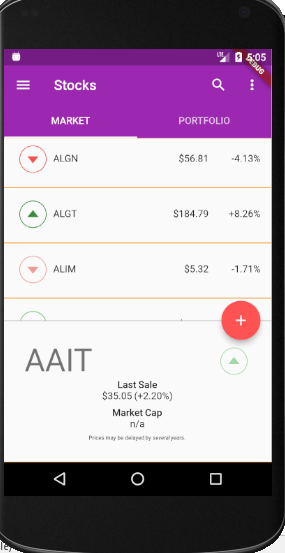 5:05
DEBUG
Stocks
MARKET PORTFOLIO
ALGN $56.81 -4.13%
ALGT $184.79 +8.26%
ALIM $5.32 -1.71%
AAIT
Last Sale
$35.05 (+2.20%)
Market Cap
n/a
Prices may be delayed by several years.